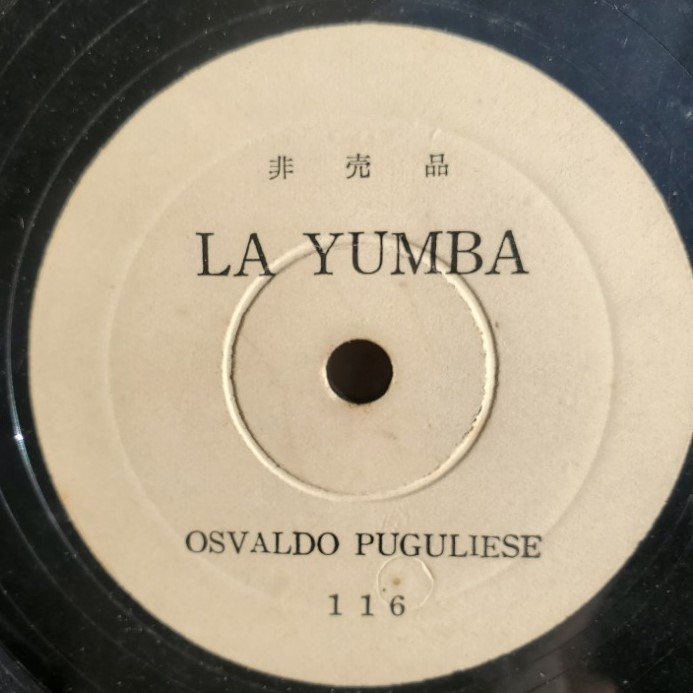 非売品
LA YUMBA
OSVALDO PUGULIESE
116